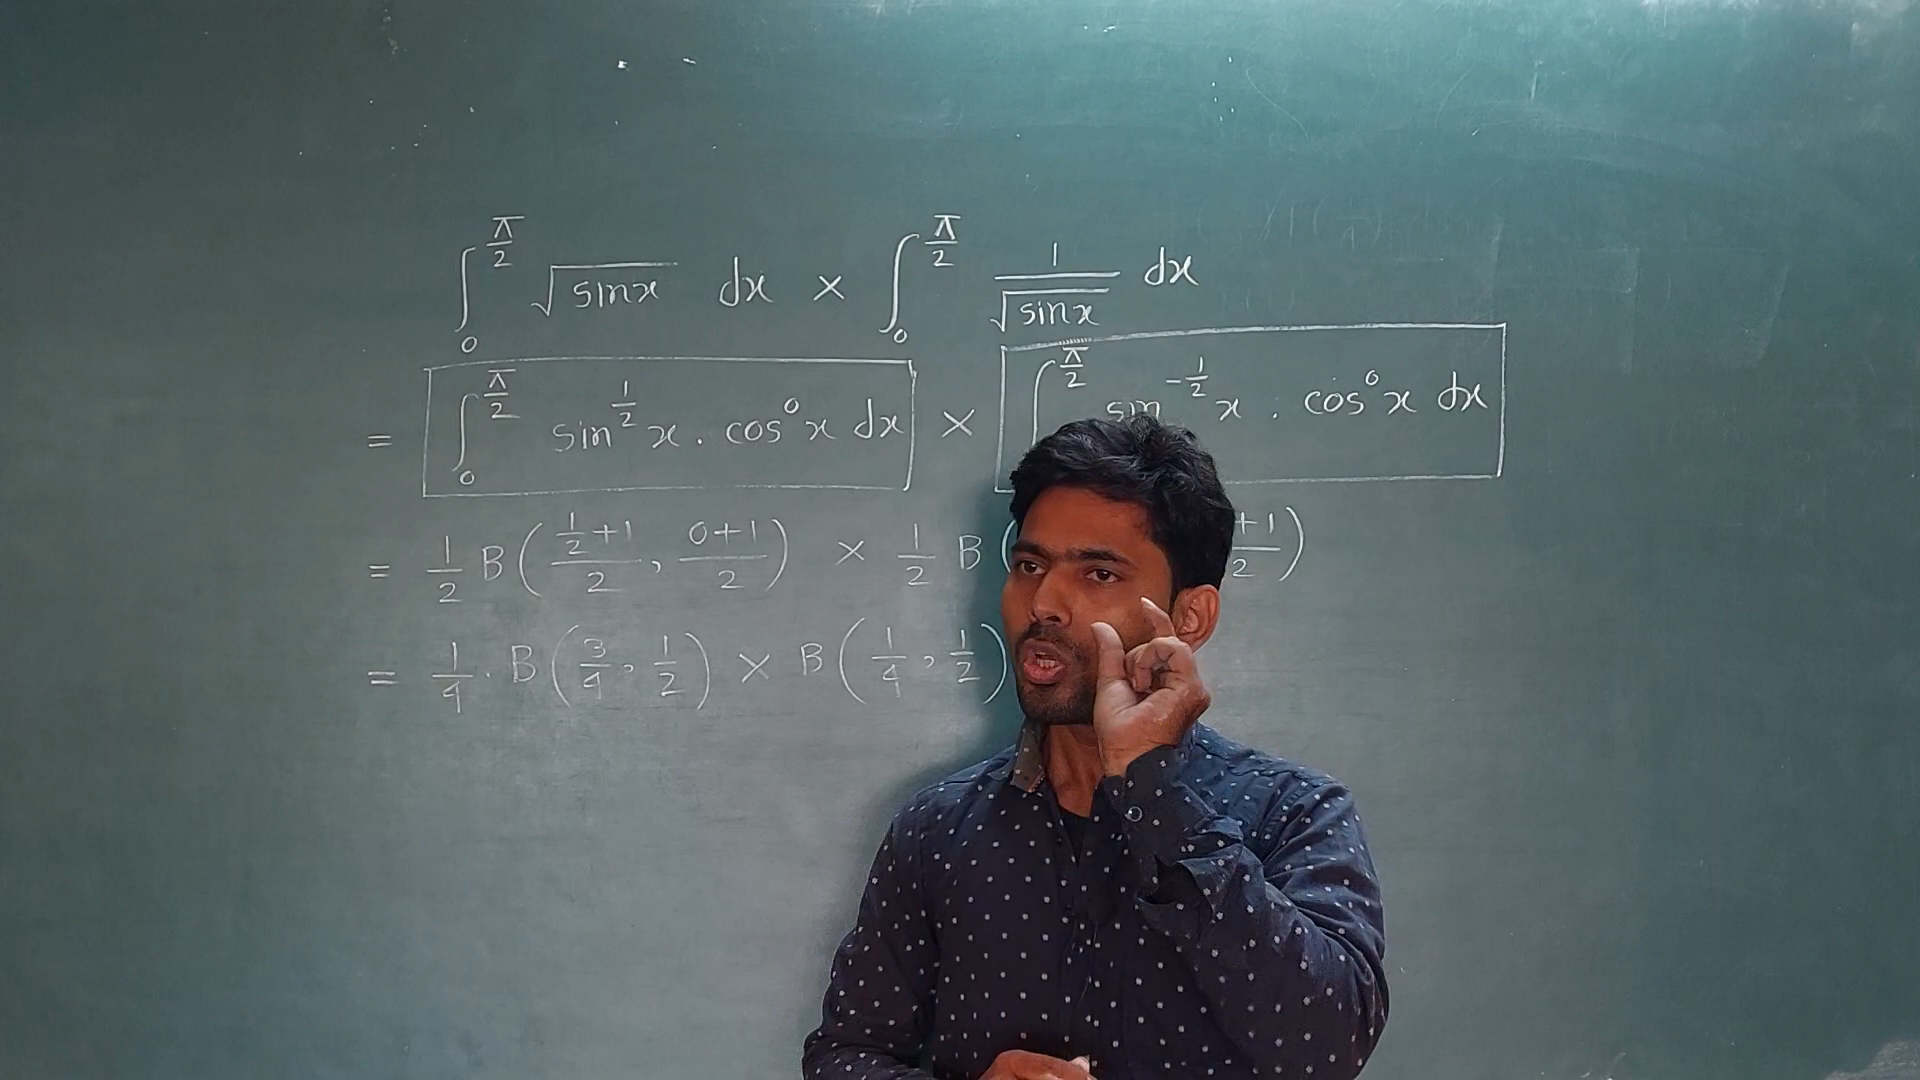 ∫₀^(π/2) √(sinx) dx × ∫₀^(π/2) 1/√(sinx) dx
= ∫₀^(π/2) sin^(1/2) x . cos⁰x dx × ∫ ^(π/2) sin^(-1/2) x . cos⁰x dx
= 1/2 B((1/2+1)/2, (0+1)/2) × 1/2 B( +1/2)
= 1/4 . B(3/4, 1/2) × B(1/4, 1/2)